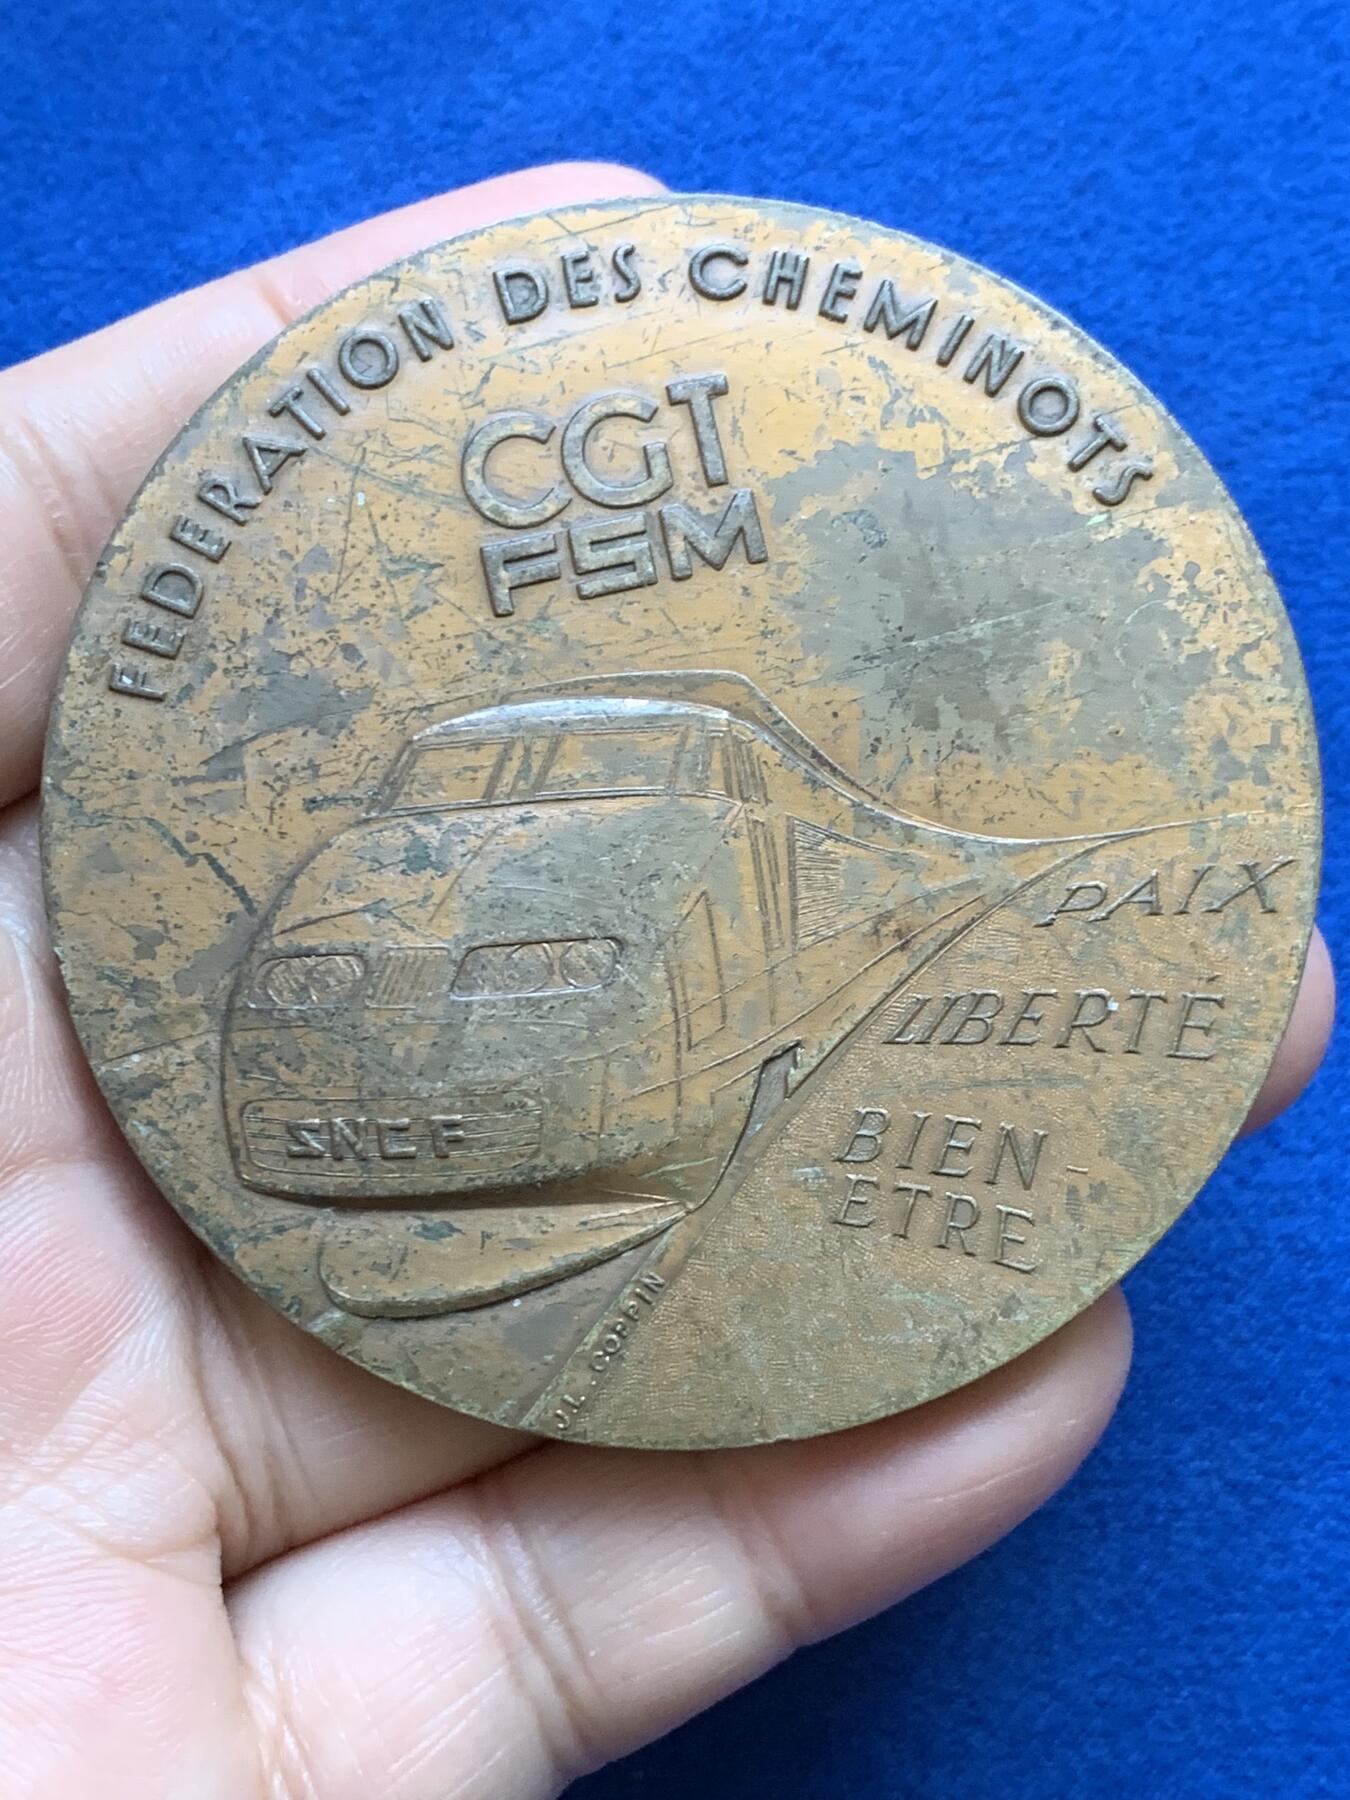 FEDERATION DES CHEMINOTS
CGT
FSM
PAIX
LIBERTÉ
BIEN-
ETRE
SNCF
J.L. COPPIN